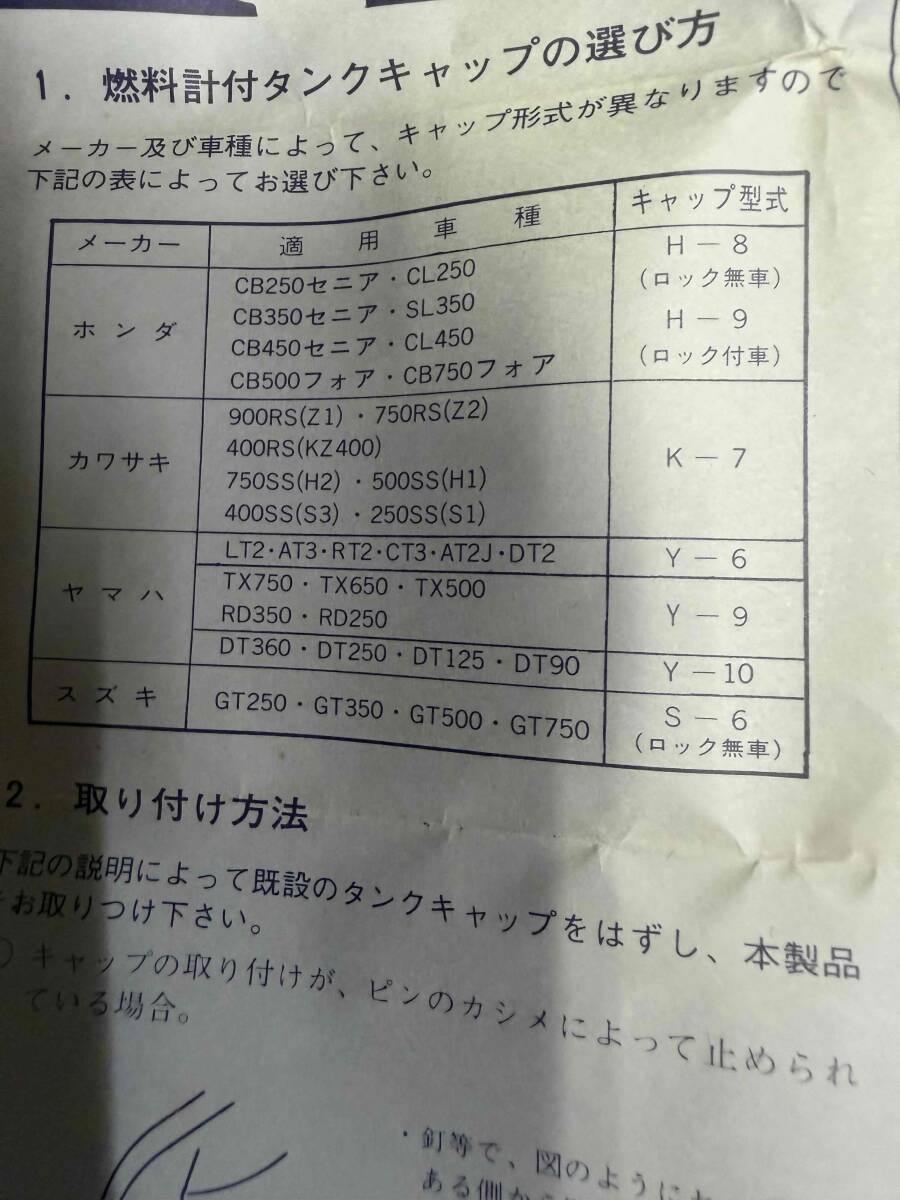 1. 燃料計付タンクキャップの選び方
メーカー及び車種によって、キャップ形式が異なりますので
下記の表によってお選び下さい。
メーカー 適用車種 キャップ型式
ホンダ
CB250セニア・CL250
CB350セニア・SL350
CB450セニア・CL450
CB500フォア・CB750フォア
H－8
(ロック無車)
H－9
(ロック付車)
カワサキ
900RS(Z1)・750RS(Z2)
400RS(KZ400)
750SS(H2)・500SS(H1)
400SS(S3)・250SS(S1)
K－7
ヤマハ
LT2・AT3・RT2・CT3・AT2J・DT2
Y－6
TX750・TX650・TX500
RD350・RD250
Y－9
DT360・DT250・DT125・DT90
Y－10
スズキ
GT250・GT350・GT500・GT750
S－6
(ロック無車)
2. 取り付け方法
下記の説明によって既設のタンクキャップをはずし、本製品
お取りつけ下さい。
キャップの取り付けが、ピンのカシメによって止められ
ている場合。
・釘等で、図のように
ある側か